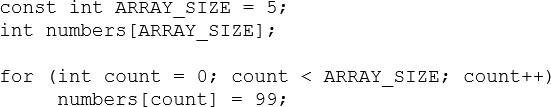 const int ARRAY_SIZE = 5;
int numbers[ARRAY_SIZE];

for (int count = 0; count < ARRAY_SIZE; count++)
    numbers[count] = 99;